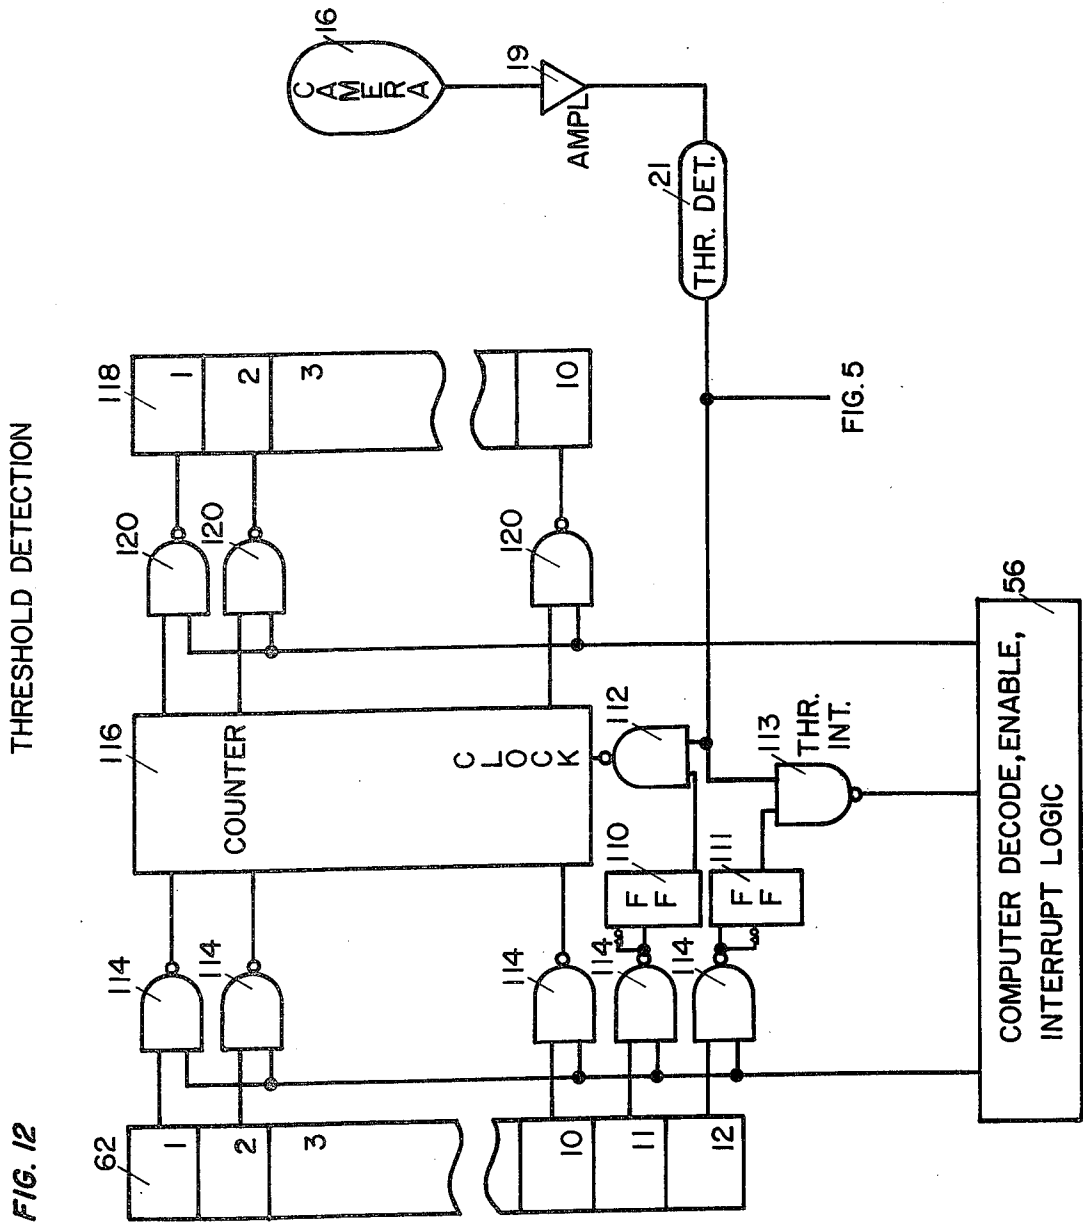 FIG. 12
THRESHOLD DETECTION
62
1
2
3
10
11
12
114
114
114
114
114
116
COUNTER
CLOCK
110
FF
111
FF
112
113
THR.
INT.
120
120
120
118
1
2
3
10
CAMERA
16
19
AMPL
21
THR. DET.
FIG. 5
56
COMPUTER DECODE, ENABLE,
INTERRUPT LOGIC